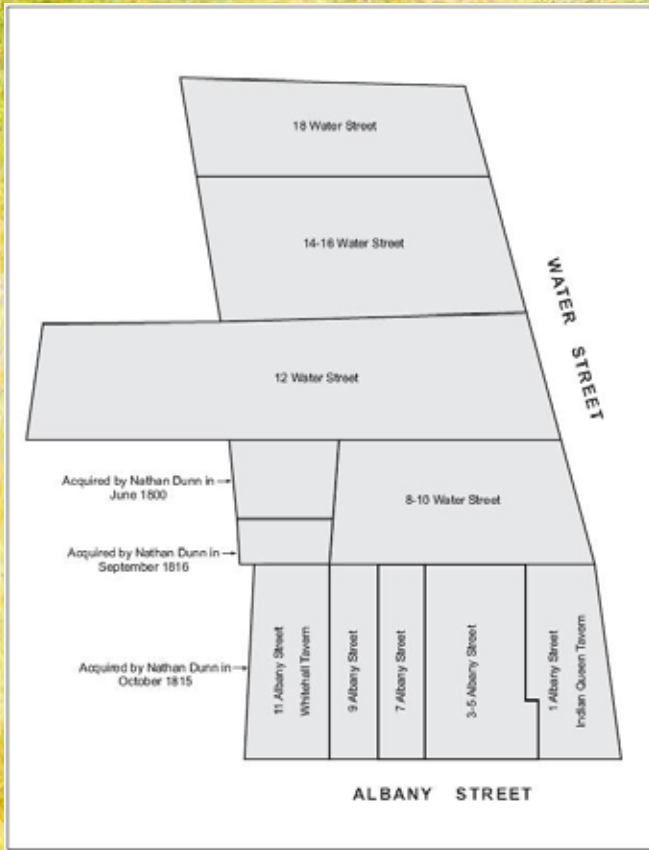 18 Water Street
14-16 Water Street
WATER STREET
12 Water Street
Acquired by Nathan Dunn in
June 1800
8-10 Water Street
Acquired by Nathan Dunn in
September 1816
Acquired by Nathan Dunn in
October 1815
11 Albany Street
Whitehall Tavern
9 Albany Street
7 Albany Street
3-5 Albany Street
1 Albany Street
Indian Queen Tavern
ALBANY STREET